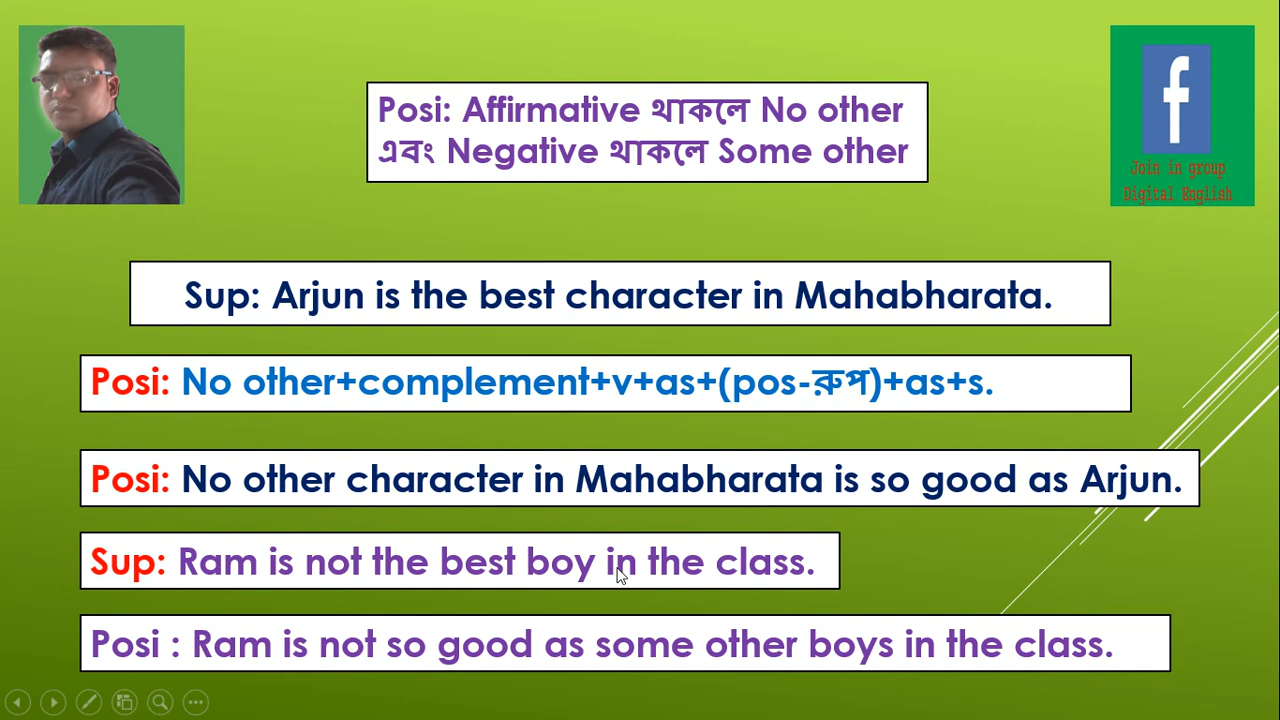 Posi: Affirmative থাকলে No other
এবং Negative থাকলে Some other
Join in group
Digital English
Sup: Arjun is the best character in Mahabharata.
Posi: No other+complement+v+as+(pos-রুপ)+as+s.
Posi: No other character in Mahabharata is so good as Arjun.
Sup: Ram is not the best boy in the class.
Posi : Ram is not so good as some other boys in the class.